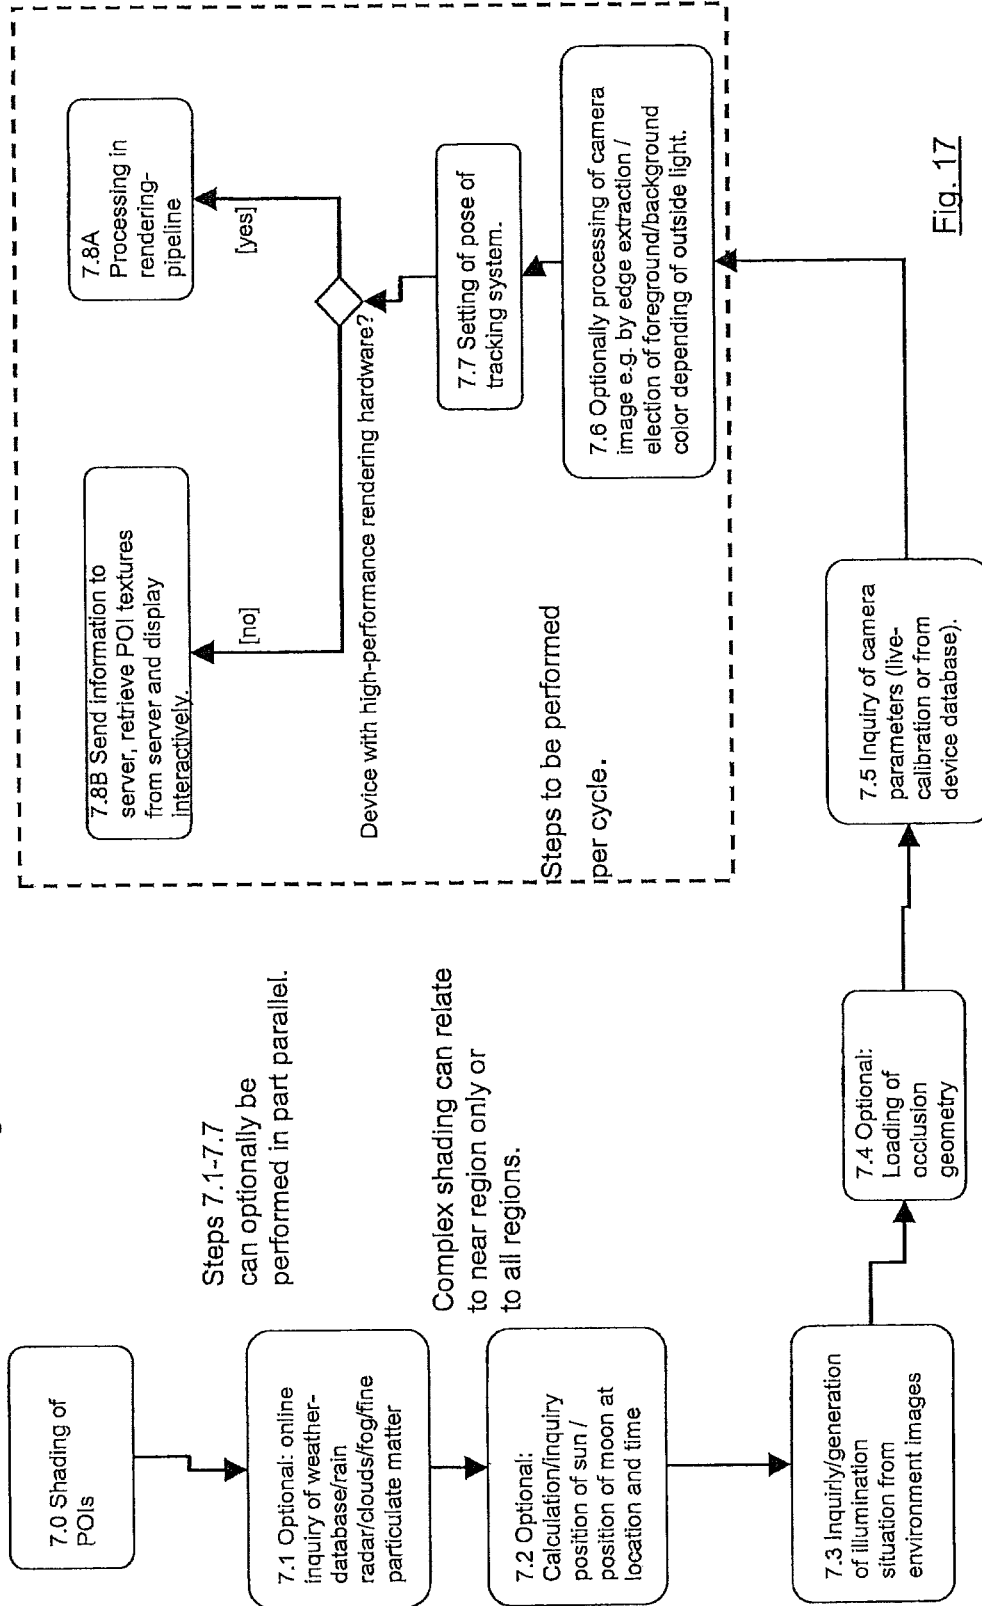 7.0 Shading of
POIs
7.1 Optional: online
inquiry of weather-
database/rain
radar/clouds/fog/fine
particulate matter
7.2 Optional:
Calculation/inquiry
position of sun /
position of moon at
location and time
7.3 Inquirly/generation
of illumination
situation from
environment images
Steps 7.1-7.7
can optionally be
performed in part parallel.
Complex shading can relate
to near region only or
to all regions.
7.4 Optional:
Loading of
occlusion
geometry
7.5 Inquiry of camera
parameters (live-
calibration or from
device database).
7.6 Optionally processing of camera
image e.g. by edge extraction /
election of foreground/background
color depending of outside light.
7.7 Setting of pose of
tracking system.
Device with high-performance rendering hardware?
[no]
[yes]
7.8B Send information to
server, retrieve POI textures
from server and display
interactively.
7.8A
Processing in
rendering-
pipeline
Steps to be performed
per cycle.
Fig. 17